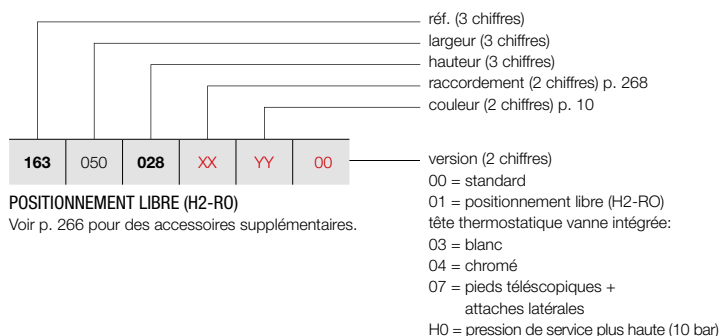 réf. (3 chiffres)
largeur (3 chiffres)
hauteur (3 chiffres)
raccordement (2 chiffres) p. 268
couleur (2 chiffres) p. 10
163 050 028 XX YY 00
version (2 chiffres)
00 = standard
01 = positionnement libre (H2-RO)
tête thermostatique vanne intégrée:
03 = blanc
04 = chromé
07 = pieds téléscopiques +
attaches latérales
H0 = pression de service plus haute (10 bar)
POSITIONNEMENT LIBRE (H2-RO)
Voir p. 266 pour des accessoires supplémentaires.